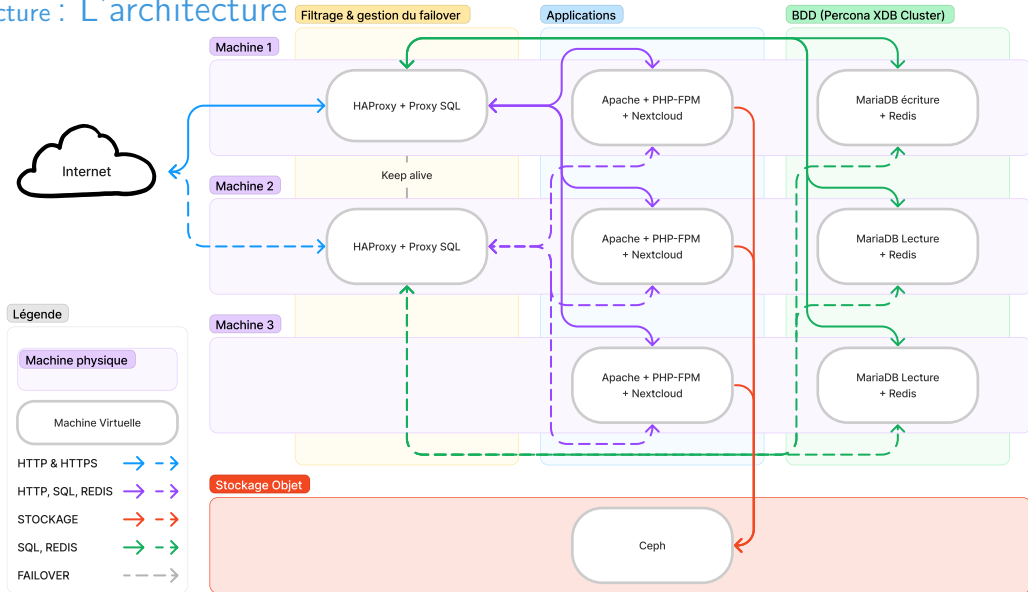 cture : L'architecture
Filtrage & gestion du failover
Applications
BDD (Percona XDB Cluster)
Machine 1
HAProxy + Proxy SQL
Apache + PHP-FPM
+ Nextcloud
MariaDB écriture
+ Redis
Internet
Keep alive
Machine 2
HAProxy + Proxy SQL
Apache + PHP-FPM
+ Nextcloud
MariaDB Lecture
+ Redis
Machine 3
Apache + PHP-FPM
+ Nextcloud
MariaDB Lecture
+ Redis
Légende
Machine physique
Machine Virtuelle
HTTP & HTTPS
HTTP, SQL, REDIS
STOCKAGE
SQL, REDIS
FAILOVER
Stockage Objet
Ceph